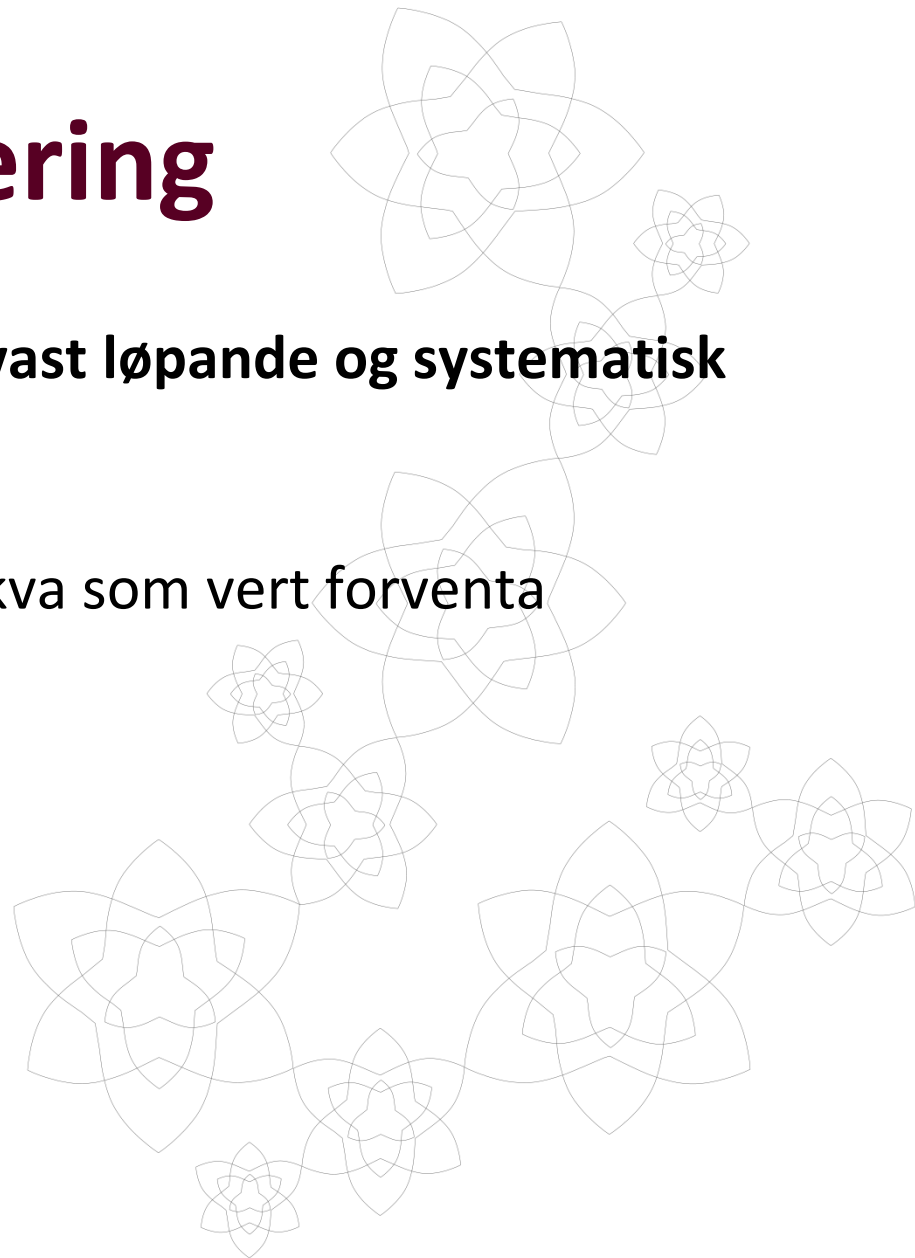 ering
vast løpande og systematisk
kva som vert forventa